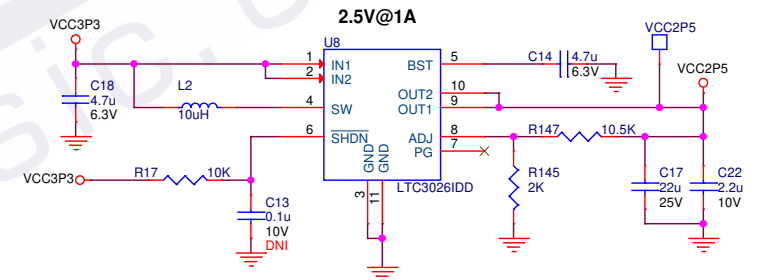 2.5V@1A
VCC3P3
U8
VCC2P5
VCC2P5
1 IN1
2 IN2
4 SW
6 SHDN
BST 5
OUT2 10
OUT1 9
ADJ 8
PG 7
GND
GND
3
11
LTC3026IDD
C18
4.7u
6.3V
L2
10uH
C14 4.7u
6.3V
R147 10.5K
R145
2K
C17
22u
25V
C22
2.2u
10V
VCC3P3
R17 10K
C13
0.1u
10V
DNI
sic.c